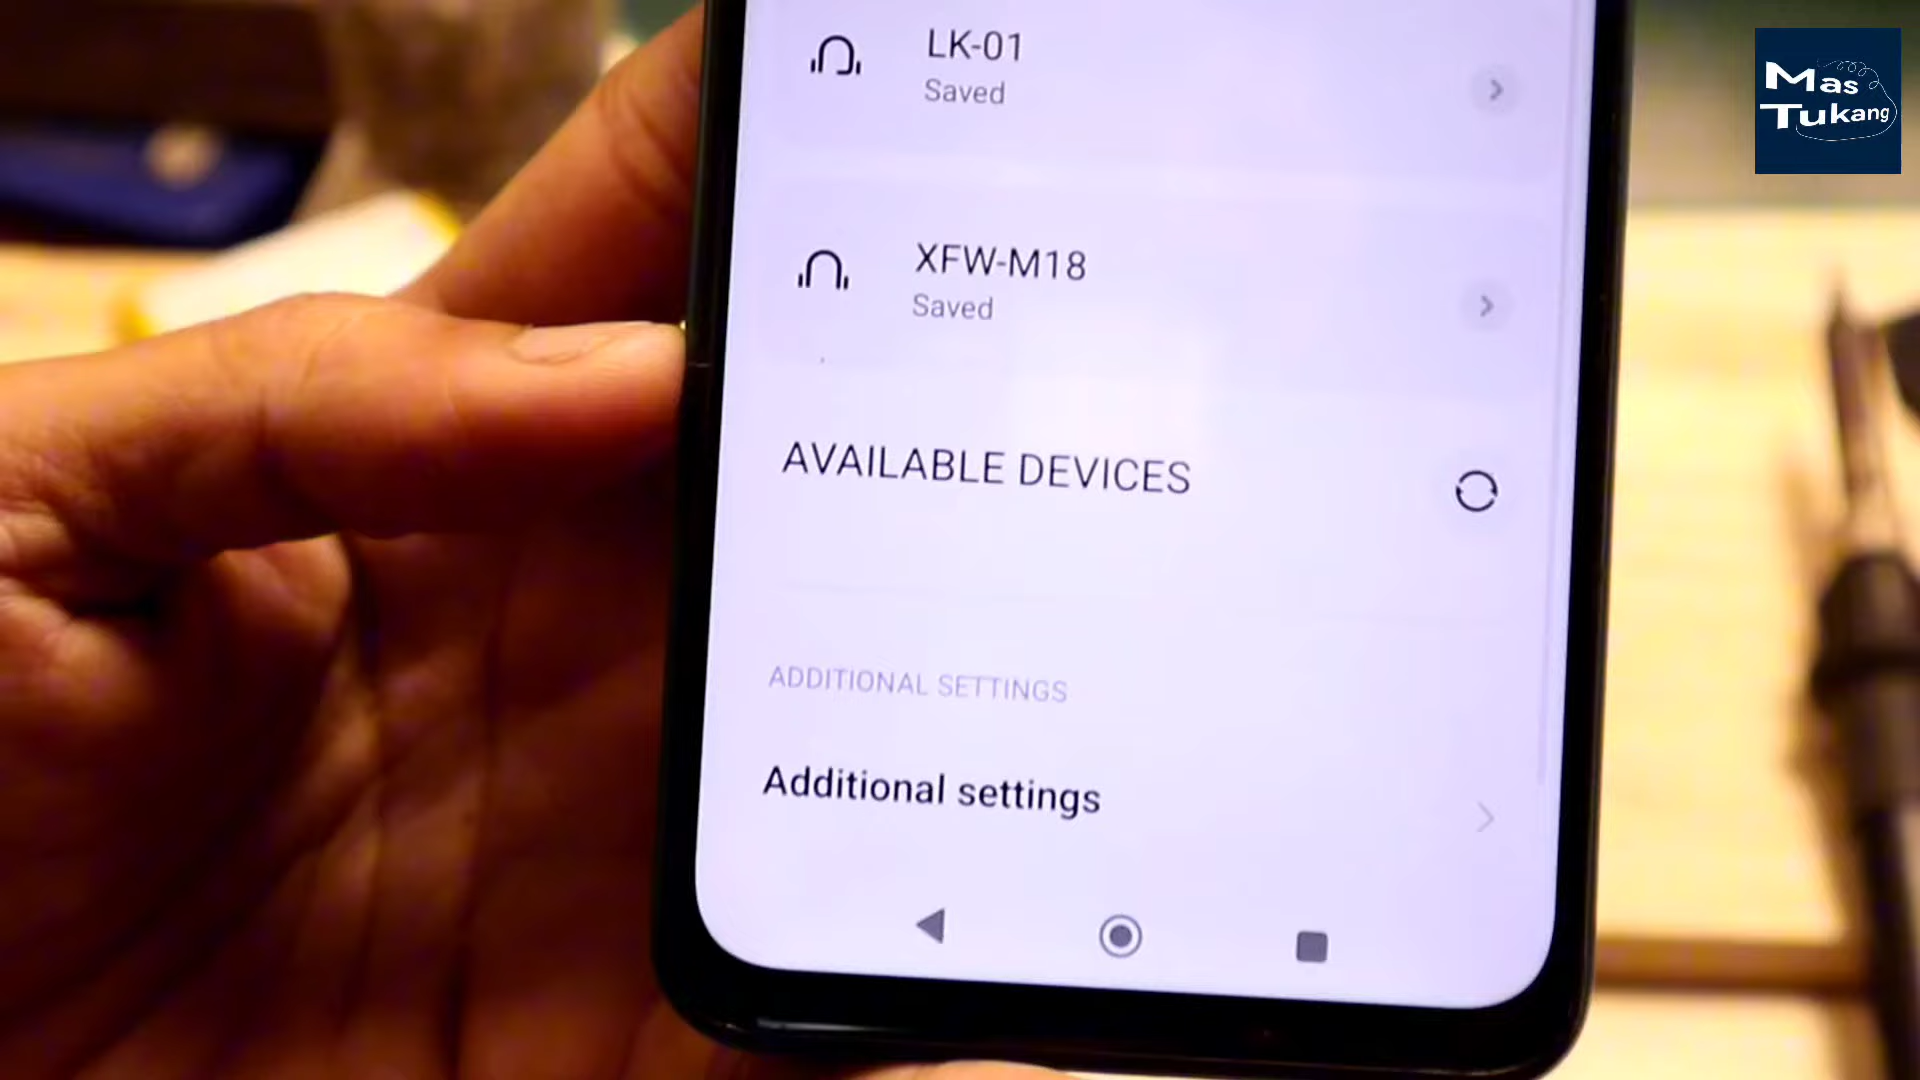 LK-01
Saved
XFW-M18
Saved
AVAILABLE DEVICES
ADDITIONAL SETTINGS
Additional settings
Mas
Tukang